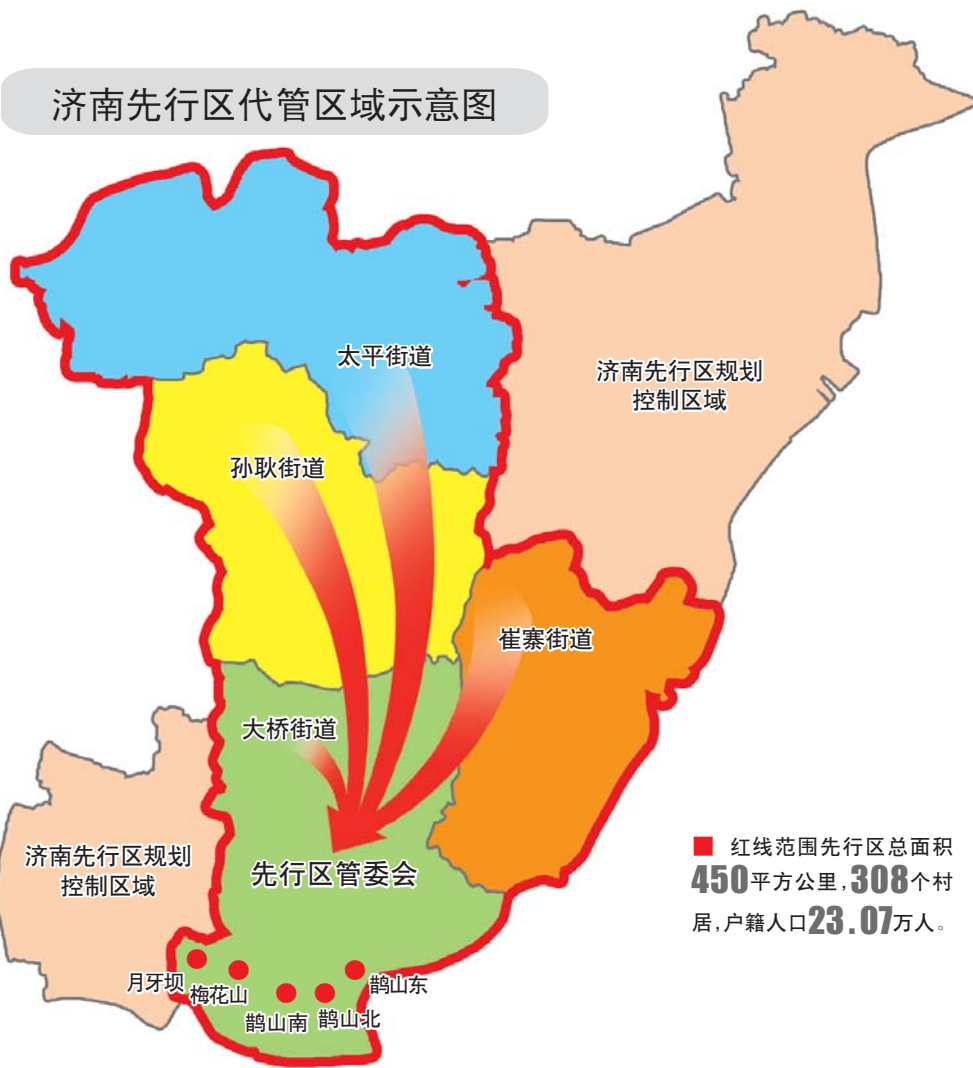 济南先行区代管区域示意图
太平街道
济南先行区规划
控制区域
孙耿街道
崔寨街道
大桥街道
济南先行区规划
控制区域
先行区管委会
红线范围先行区总面积
450平方公里，308个村
居，户籍人口23.07万人。
月牙坝
梅花山
鹊山南
鹊山北
鹊山东